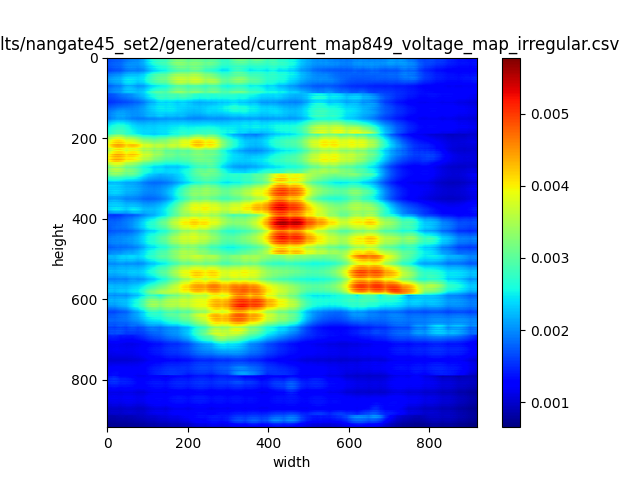 lts/nangate45_set2/generated/current_map849_voltage_map_irregular.csv
0
200
400
600
800
height
0 200 400 600 800
width
0.005
0.004
0.003
0.002
0.001